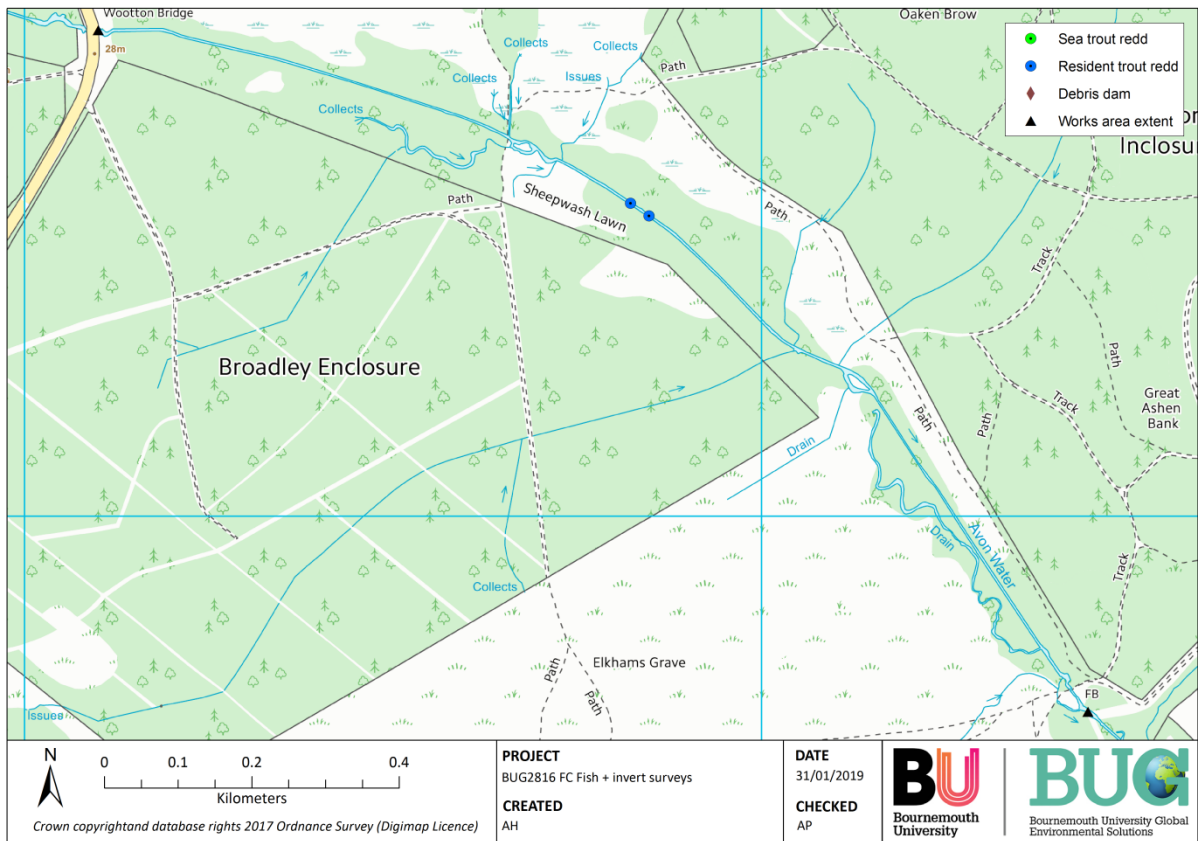 Wootton Bridge
28m
Oaken Brow
Sea trout redd
Resident trout redd
Debris dam
Works area extent
Collects
Collects
Collects
Issues
Path
Collects
Inclosur
Sheepwash Lawn
Path
Path
Track
Broadley Enclosure
Path
Great
Ashen
Bank
Track
Path
Path
Drain
Avon Water
Drain
Track
Collects
Elkhams Grave
Path
Path
FB
Issues
N
0 0.1 0.2 0.4
Kilometers
Crown copyrightand database rights 2017 Ordnance Survey (Digimap Licence)
PROJECT
BUG2816 FC Fish + invert surveys
CREATED
AH
DATE
31/01/2019
CHECKED
AP
BU
Bournemouth
University
BUG
Bournemouth University Global
Environmental Solutions